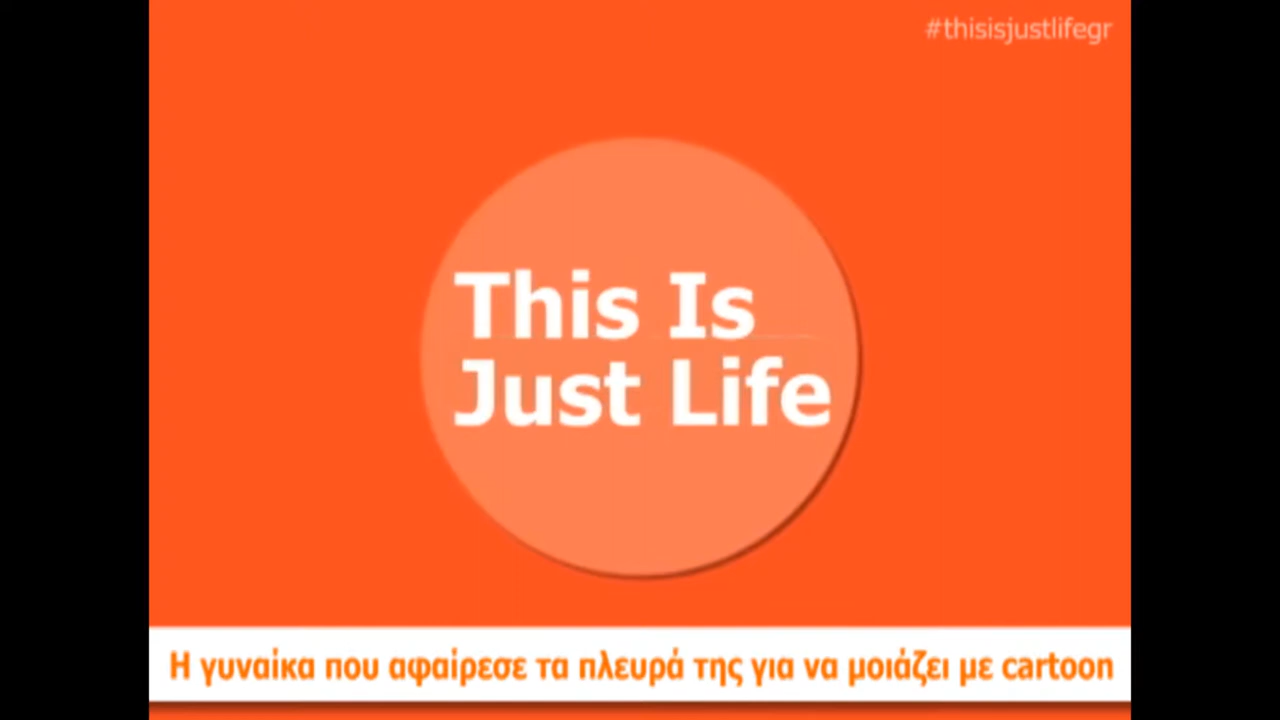 #thisisjustlifegr
This Is
Just Life
Η γυναίκα που αφαίρεσε τα πλευρά της για να μοιάζει με cartoon